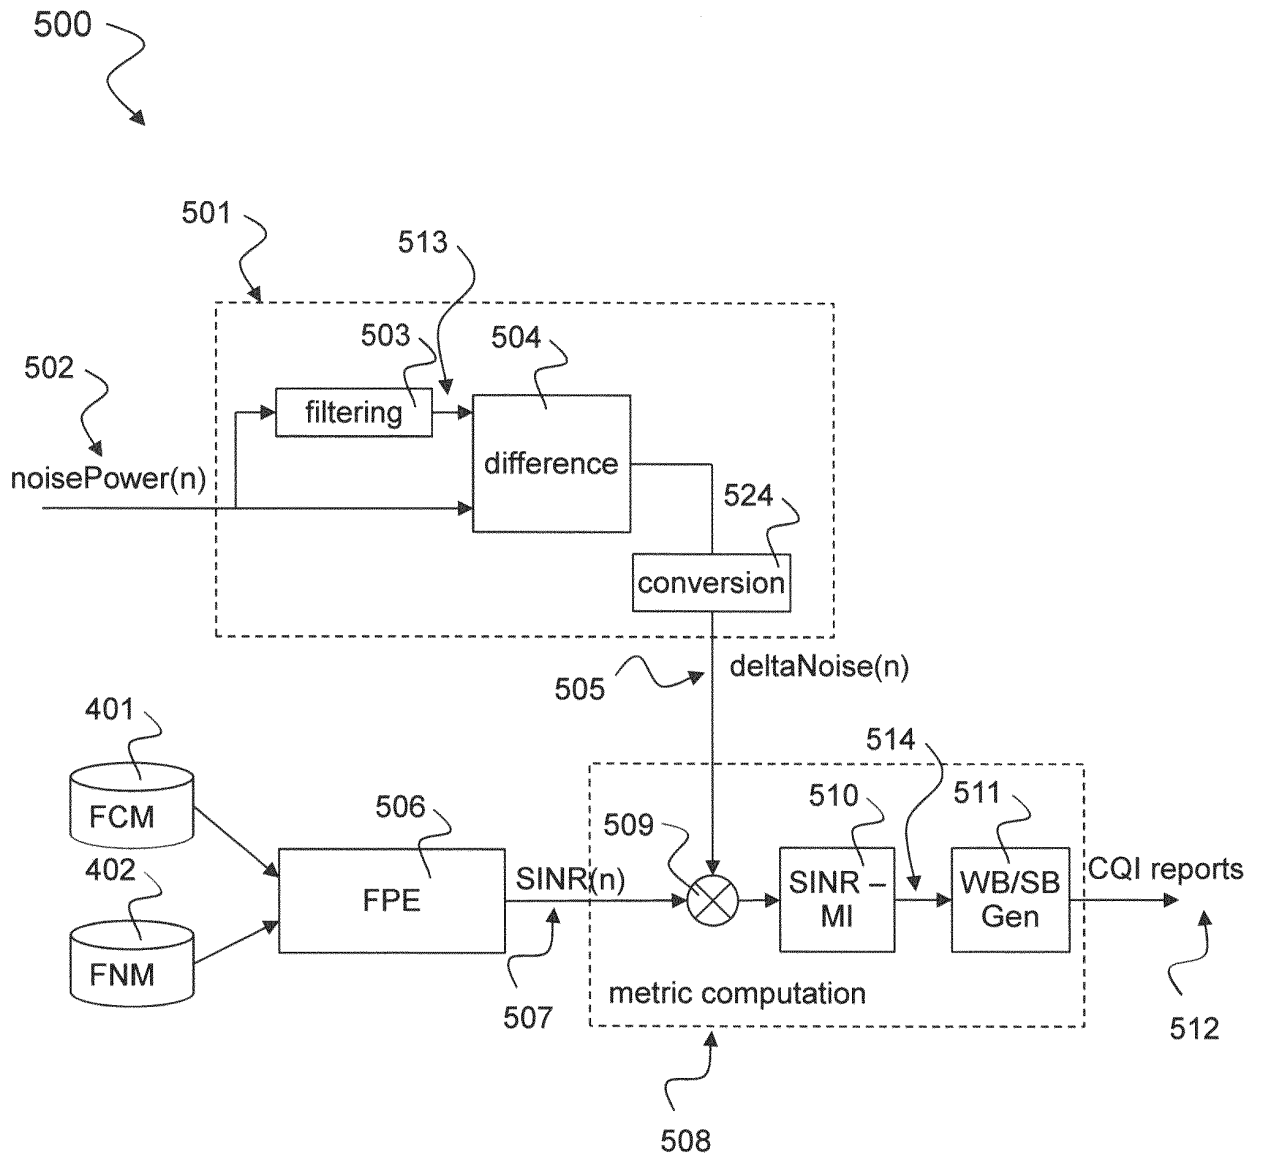 500
501
513
503
504
502
filtering
difference
noisePower(n)
524
conversion
deltaNoise(n)
505
401
514
FCM
506
510
511
509
402
SINR(n)
CQI reports
FPE
SINR –
MI
WB/SB
Gen
FNM
metric computation
507
512
508